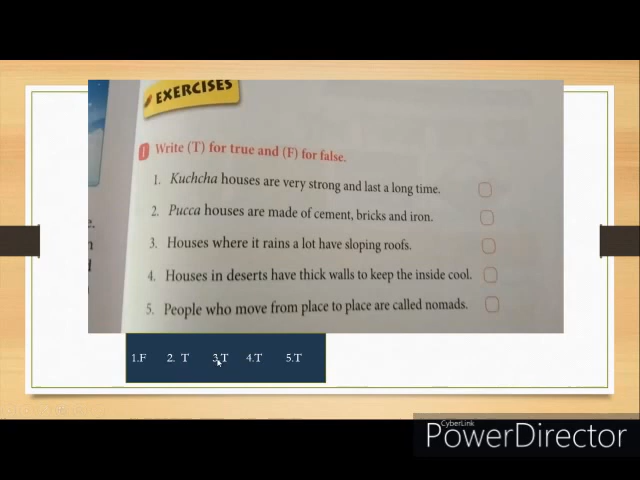 EXERCISES
1 Write (T) for true and (F) for false.
1. Kuchcha houses are very strong and last a long time.
2. Pucca houses are made of cement, bricks and iron.
3. Houses where it rains a lot have sloping roofs.
4. Houses in deserts have thick walls to keep the inside cool.
5. People who move from place to place are called nomads.
1.F 2. T 3.T 4.T 5.T
CyberLink
PowerDirector